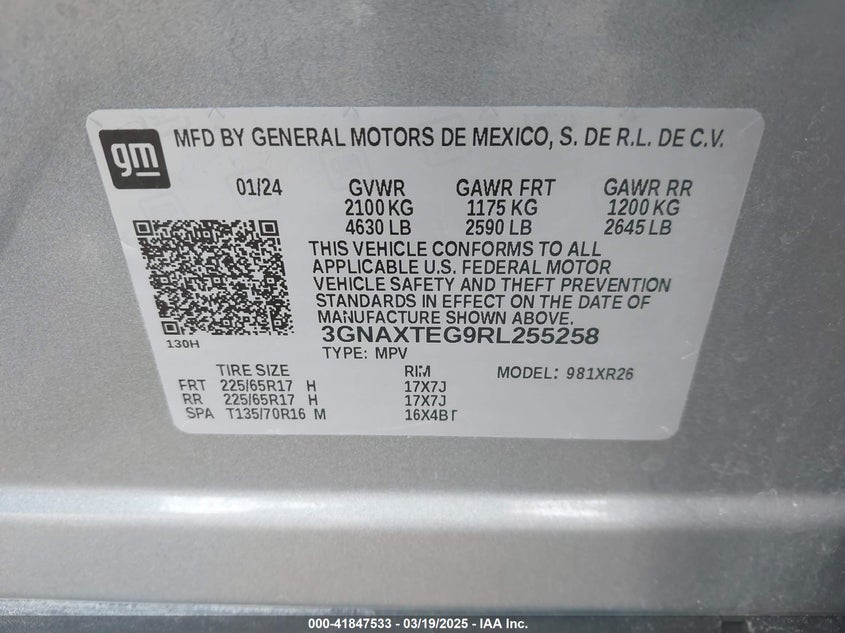 gm MFD BY GENERAL MOTORS DE MEXICO, S. DE R.L. DE C.V.
01/24 GVWR GAWR FRT GAWR RR
2100 KG 1175 KG 1200 KG
4630 LB 2590 LB 2645 LB
THIS VEHICLE CONFORMS TO ALL
APPLICABLE U.S. FEDERAL MOTOR
VEHICLE SAFETY AND THEFT PREVENTION
STANDARDS IN EFFECT ON THE DATE OF
MANUFACTURE SHOWN ABOVE.
3GNAXTEG9RL255258
130H
TYPE: MPV
TIRE SIZE RIM MODEL: 981XR26
FRT 225/65R17 H 17X7J
RR 225/65R17 H 17X7J
SPA T135/70R16 M 16X4BT
000-41847533 - 03/19/2025 - IAA Inc.